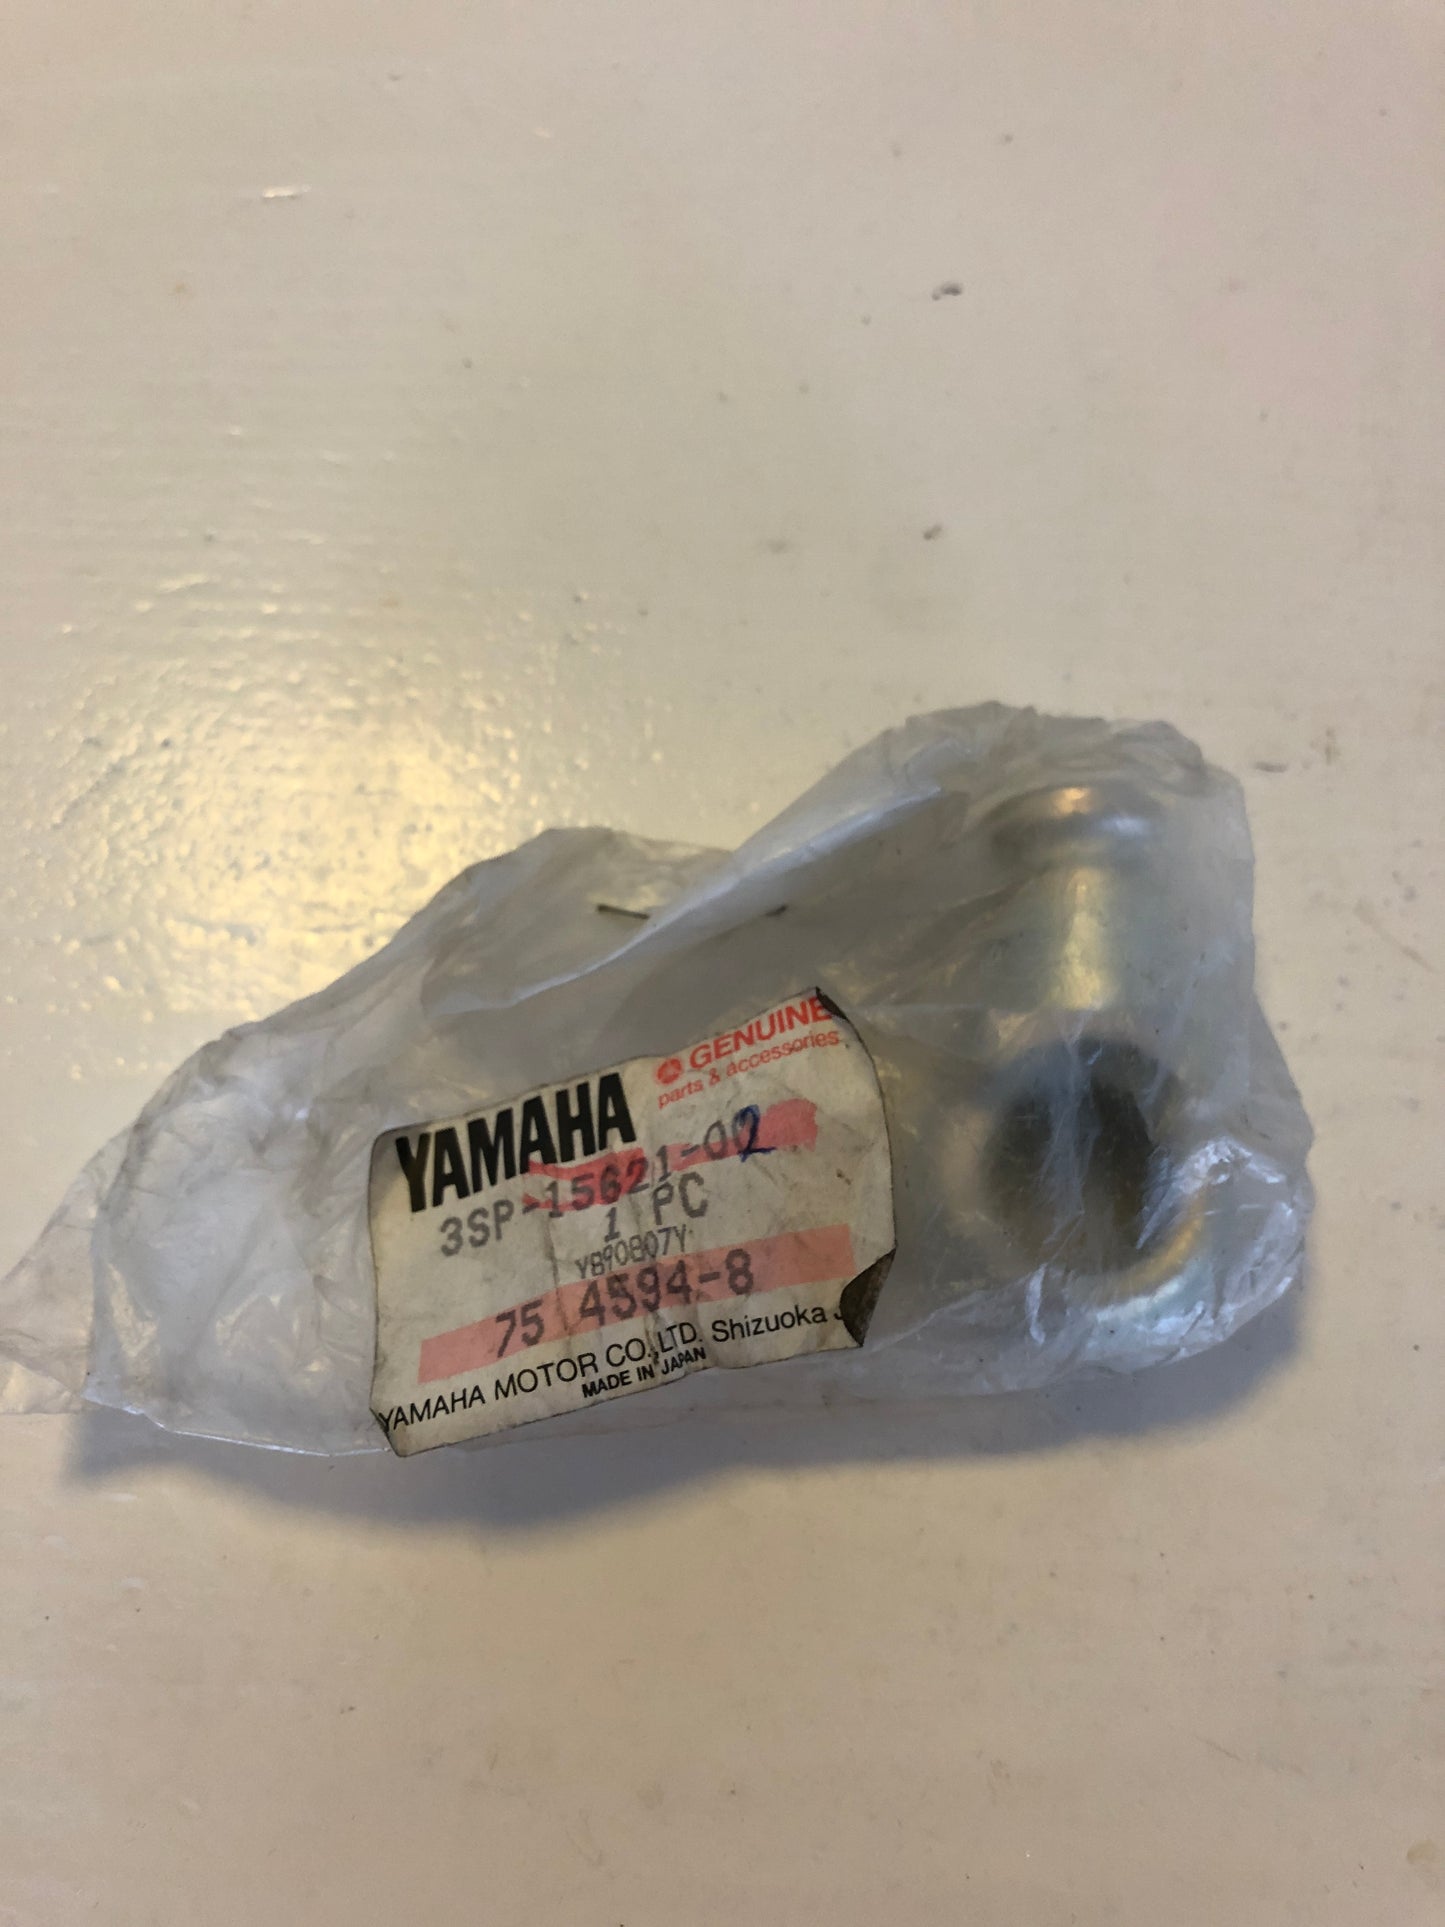 YAMAHA
GENUINE
parts & accessories
3SP-15621-02
1 PC
Y890807Y
75 4594-8
YAMAHA MOTOR CO.,LTD. Shizuoka J
MADE IN JAPAN